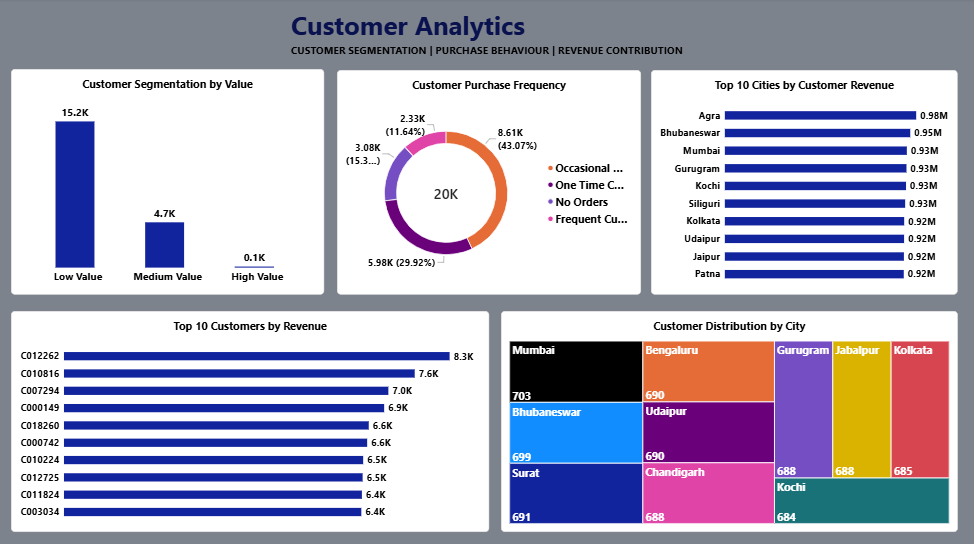 Customer Analytics
CUSTOMER SEGMENTATION | PURCHASE BEHAVIOUR | REVENUE CONTRIBUTION
Customer Segmentation by Value
15.2K
4.7K
0.1K
Low Value
Medium Value
High Value
Customer Purchase Frequency
2.33K
(11.64%)
3.08K
(15.3...)
8.61K
(43.07%)
5.98K (29.92%)
20K
Occasional ...
One Time C...
No Orders
Frequent Cu...
Top 10 Cities by Customer Revenue
Agra 0.98M
Bhubaneswar 0.95M
Mumbai 0.93M
Gurugram 0.93M
Kochi 0.93M
Siliguri 0.93M
Kolkata 0.92M
Udaipur 0.92M
Jaipur 0.92M
Patna 0.92M
Top 10 Customers by Revenue
C012262 8.3K
C010816 7.6K
C007294 7.0K
C000149 6.9K
C018260 6.6K
C000742 6.6K
C010224 6.5K
C012725 6.5K
C011824 6.4K
C003034 6.4K
Customer Distribution by City
Mumbai
703
Bhubaneswar
699
Surat
691
Bengaluru
690
Udaipur
690
Chandigarh
688
Gurugram
688
Jabalpur
688
Kolkata
685
Kochi
684